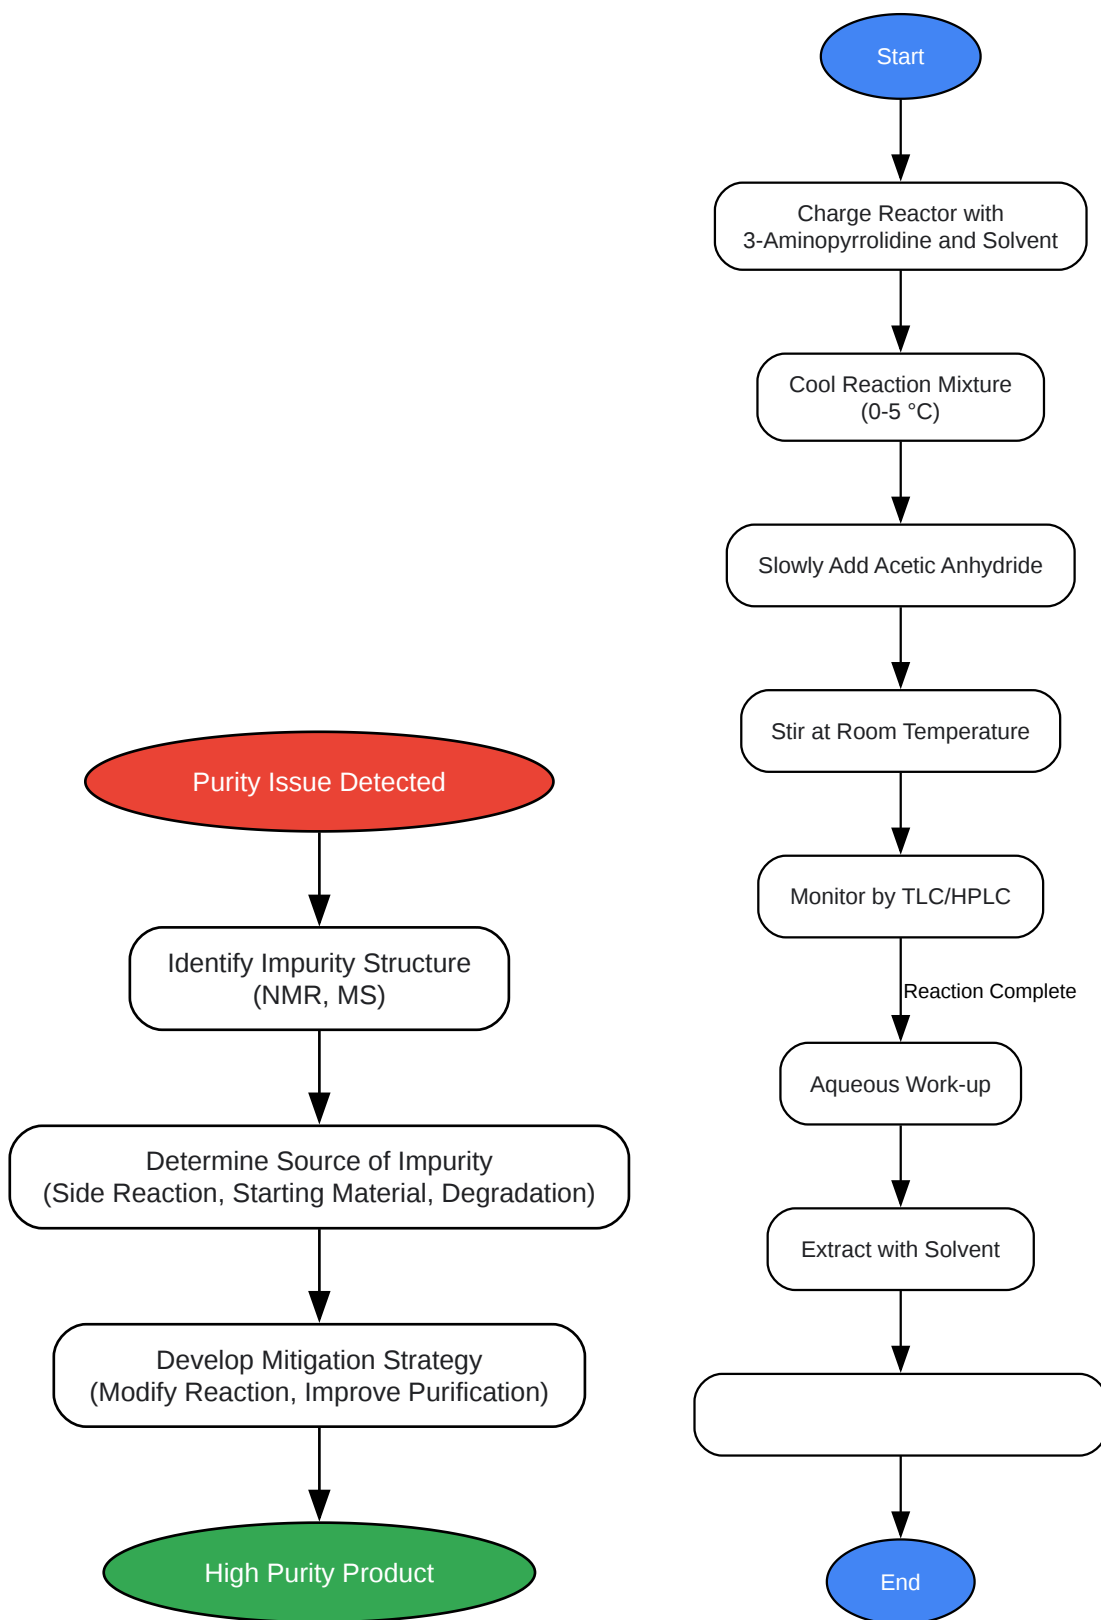 Start
Charge Reactor with
3-Aminopyrrolidine and Solvent
Cool Reaction Mixture
(0-5 °C)
Slowly Add Acetic Anhydride
Stir at Room Temperature
Monitor by TLC/HPLC
Reaction Complete
Aqueous Work-up
Extract with Solvent
End
Purity Issue Detected
Identify Impurity Structure
(NMR, MS)
Determine Source of Impurity
(Side Reaction, Starting Material, Degradation)
Develop Mitigation Strategy
(Modify Reaction, Improve Purification)
High Purity Product